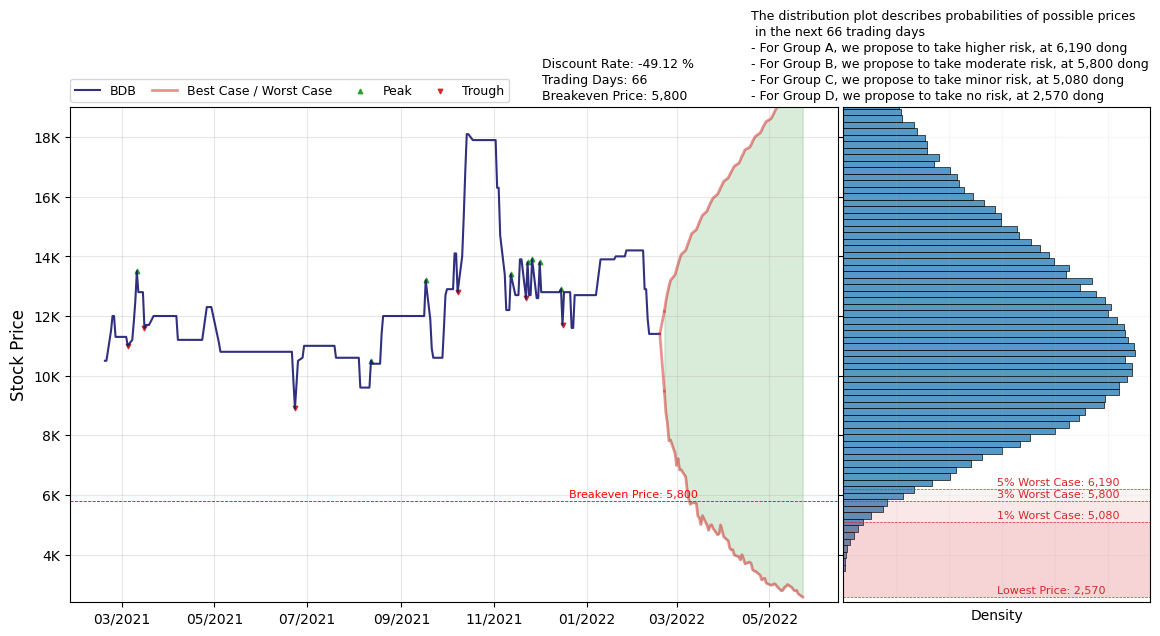 The distribution plot describes probabilities of possible prices
in the next 66 trading days
- For Group A, we propose to take higher risk, at 6,190 dong
- For Group B, we propose to take moderate risk, at 5,800 dong
- For Group C, we propose to take minor risk, at 5,080 dong
- For Group D, we propose to take no risk, at 2,570 dong
Discount Rate: -49.12 %
Trading Days: 66
Breakeven Price: 5,800
BDB Best Case / Worst Case Peak Trough
Stock Price
18K
16K
14K
12K
10K
8K
6K
4K
Breakeven Price: 5,800
5% Worst Case: 6,190
3% Worst Case: 5,800
1% Worst Case: 5,080
Lowest Price: 2,570
03/2021 05/2021 07/2021 09/2021 11/2021 01/2022 03/2022 05/2022
Density